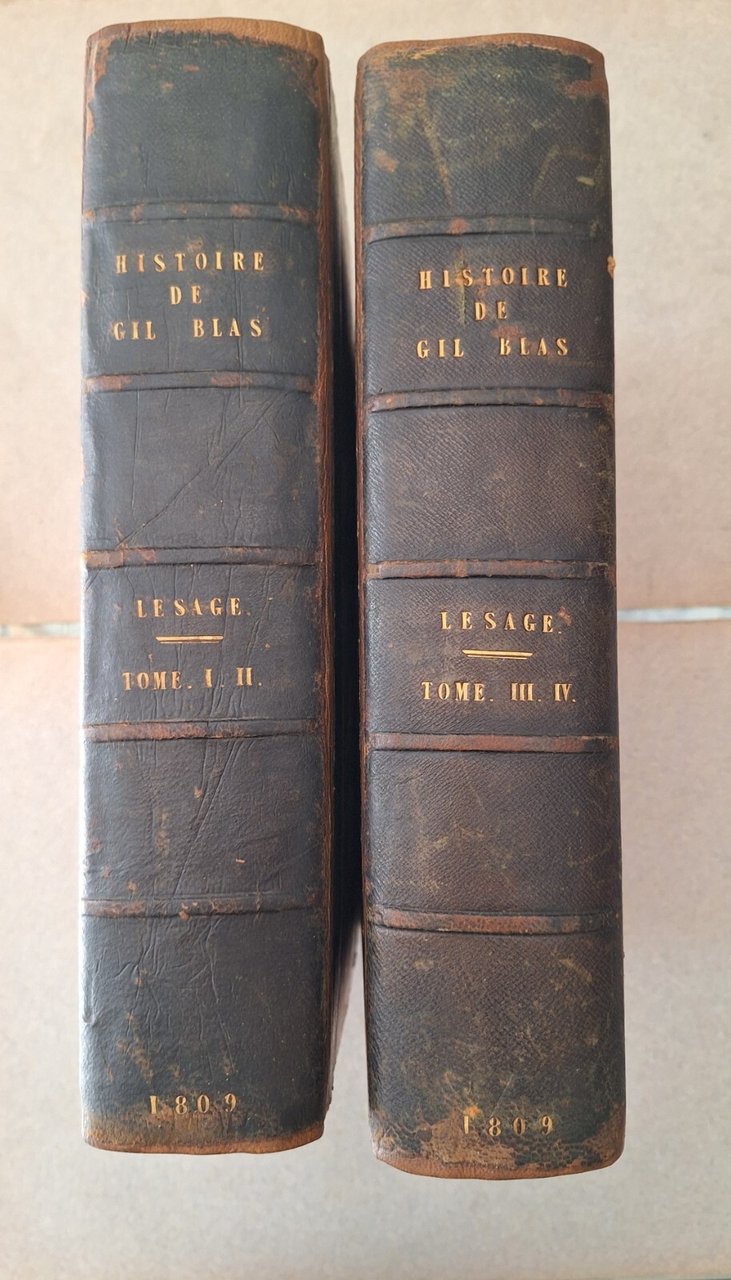 HISTOIRE
DE
GIL BLAS
LESAGE.
TOME. I. II.
1809
HISTOIRE
DE
GIL BLAS
LESAGE.
TOME. III. IV.
1809